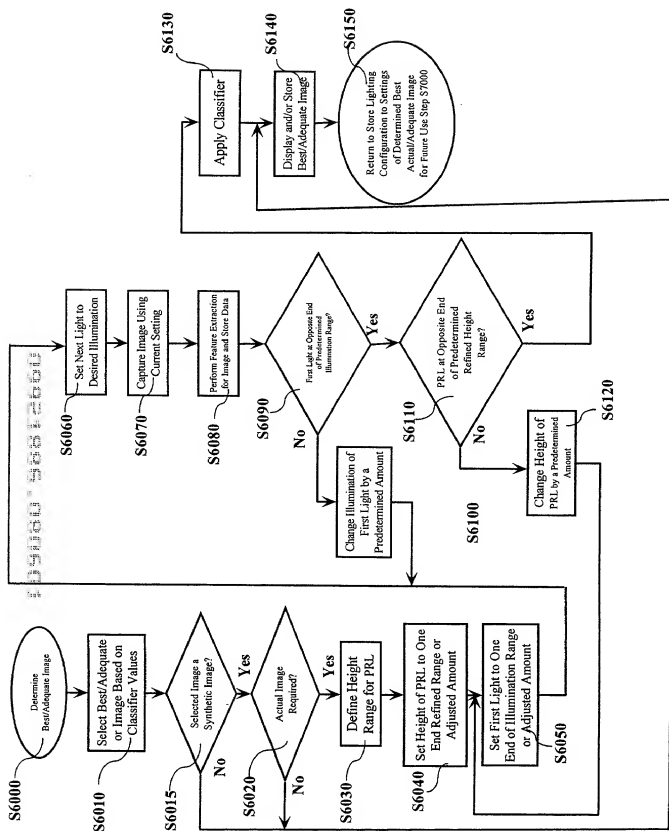 S6000
Determine
Best/Adequate Image
S6010
Select Best/Adequate
or Image Based on
Classifier Values
S6015
Selected Image a
Synthetic Image?
No
Yes
S6020
Actual Image
Required?
No
Yes
S6030
Define Height
Range for PRL
S6040
Set Height of PRL to One
End Refined Range or
Adjusted Amount
S6050
Set First Light to One
End of Illumination Range
or Adjusted Amount
S6060
Set Next Light to
Desired Illumination
S6070
Capture Image Using
Current Setting
S6080
Perform Feature Extraction
for Image and Store Data
S6090
First Light at Opposite End
of Predetermined
Illumination Range?
No
Yes
Change Illumination of
First Light by a
Predetermined Amount
S6100
S6110
PRL at Opposite End
of Predetermined
Refined Height
Range?
No
Yes
S6120
Change Height of
PRL by a Predetermined
Amount
S6130
Apply Classifier
S6140
Display and/or Store
Best/Adequate Image
S6150
Return to Store Lighting
Configuration to Settings
of Determined Best
Actual/Adequate Image
for Future Use Step S7000